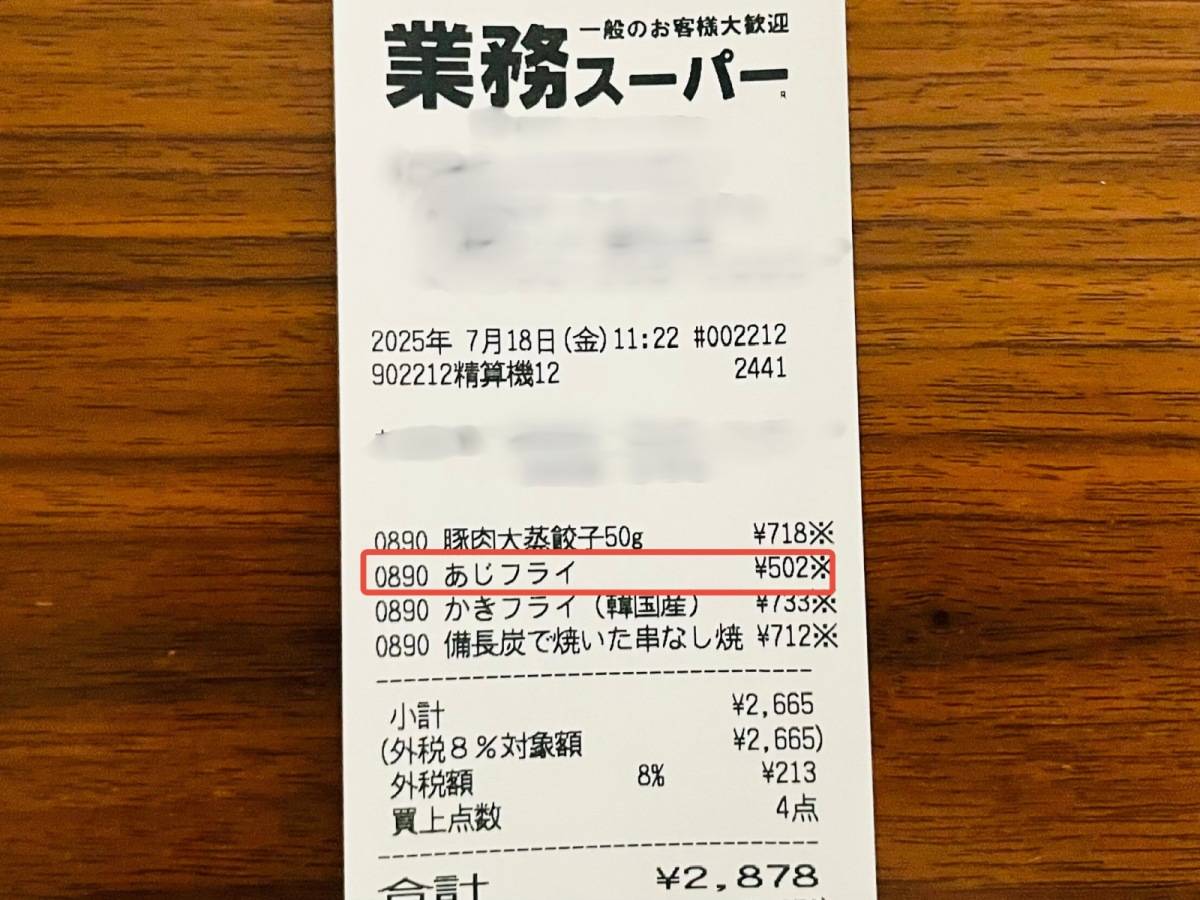 一般のお客様大歓迎
業務スーパー
2025年 7月18日(金)11:22 #002212
902212精算機12 2441
0890 豚肉大蒸餃子50g ¥718※
0890 あじフライ ¥502※
0890 かきフライ(韓国産) ¥733※
0890 備長炭で焼いた串なし焼 ¥712※
小計 ¥2,665
(外税8%対象額 ¥2,665)
外税額 8% ¥213
買上点数 4点
合計 ¥2,878